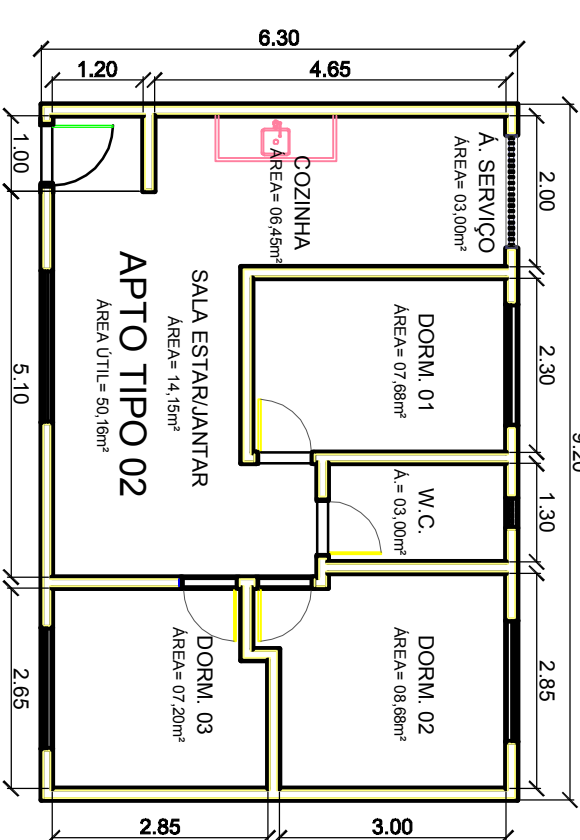 6.30
1.20
4.65
1.00
5.10
2.65
2.00
2.30
1.30
2.85
9.20
2.85
3.00
Á. SERVIÇO
ÁREA= 03,00m²
COZINHA
ÁREA= 06,45m²
DORM. 01
ÁREA= 07,68m²
SALA ESTAR/JANTAR
ÁREA= 14,15m²
APTO TIPO 02
ÁREA ÚTIL= 50,16m²
W.C.
Á.= 03,00m²
DORM. 02
ÁREA= 08,68m²
DORM. 03
ÁREA= 07,20m²